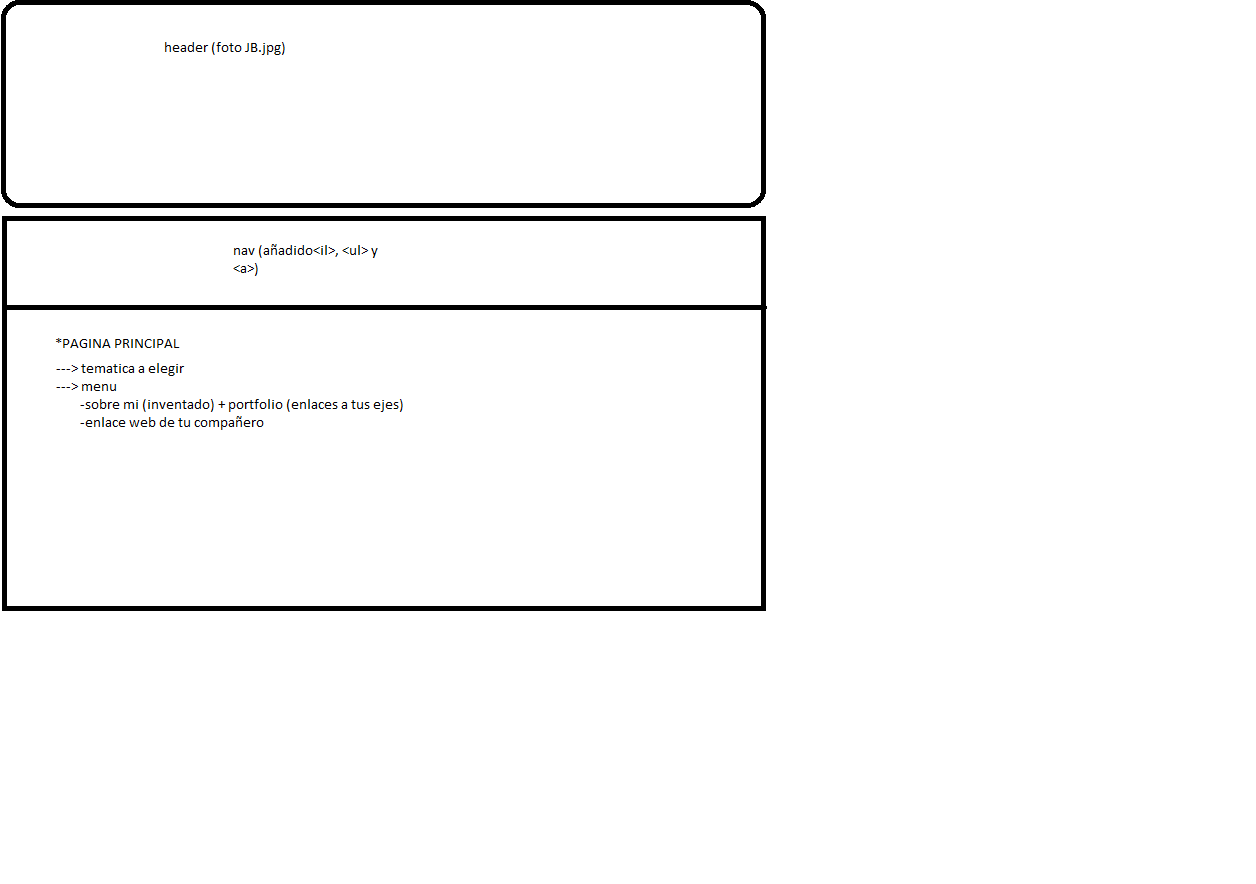 header (foto JB.jpg)
nav (añadido<il>, <ul> y
<a>)
*PAGINA PRINCIPAL
---> tematica a elegir
---> menu
-sobre mi (inventado) + portfolio (enlaces a tus ejes)
-enlace web de tu compañero